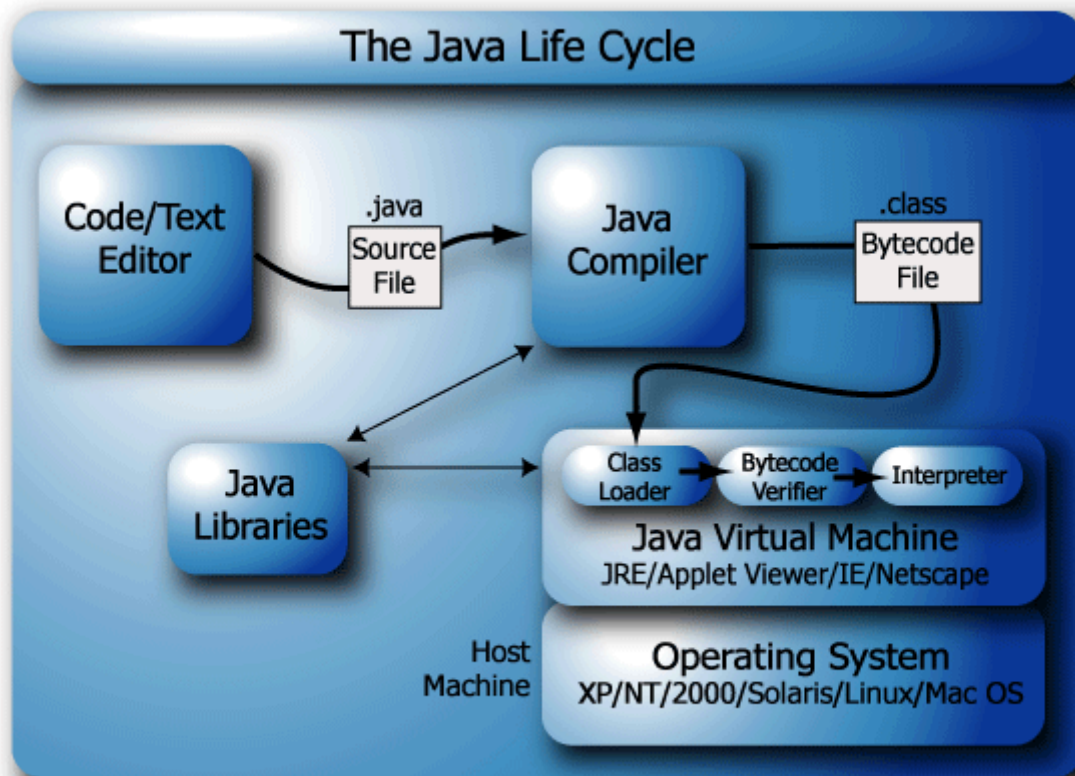 The Java Life Cycle
Code/Text
Editor
.java
Source
File
Java
Compiler
.class
Bytecode
File
Java
Libraries
Class
Loader
Bytecode
Verifier
Interpreter
Java Virtual Machine
JRE/Applet Viewer/IE/Netscape
Host
Machine
Operating System
XP/NT/2000/Solaris/Linux/Mac OS